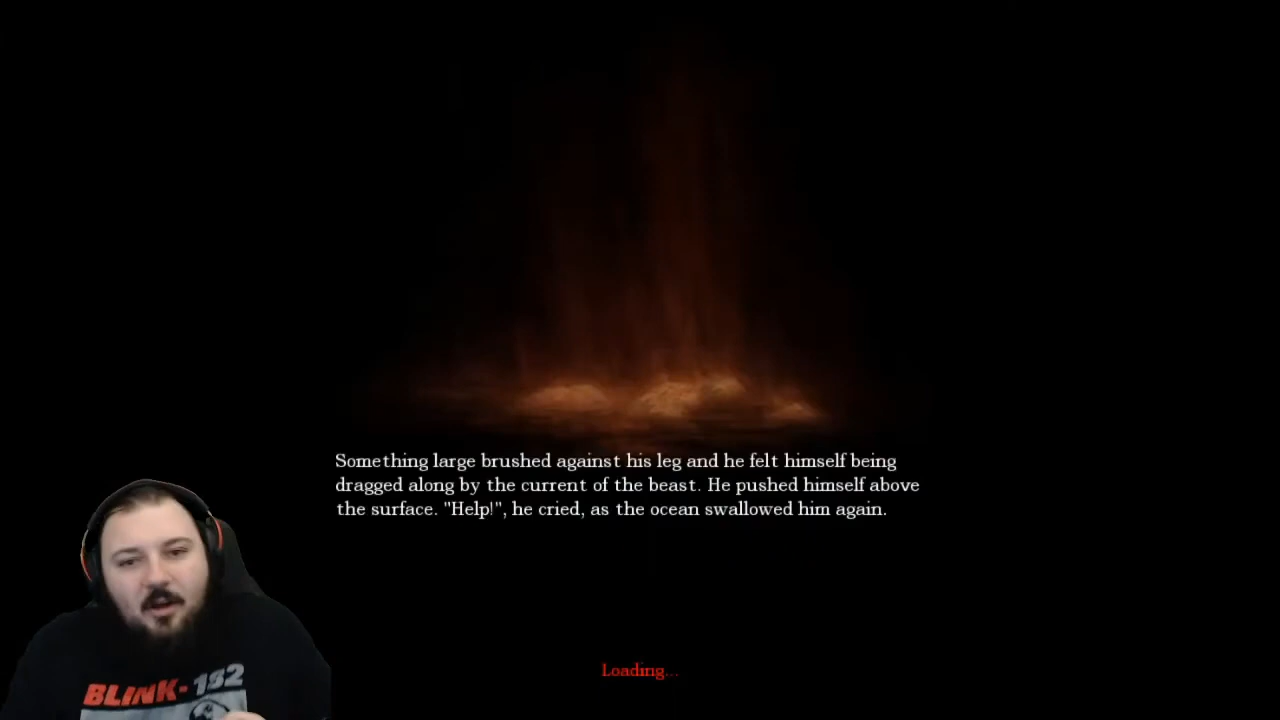 Something large brushed against his leg and he felt himself being
dragged along by the current of the beast. He pushed himself above
the surface. "Help!", he cried, as the ocean swallowed him again.
Loading...
BLINK-182